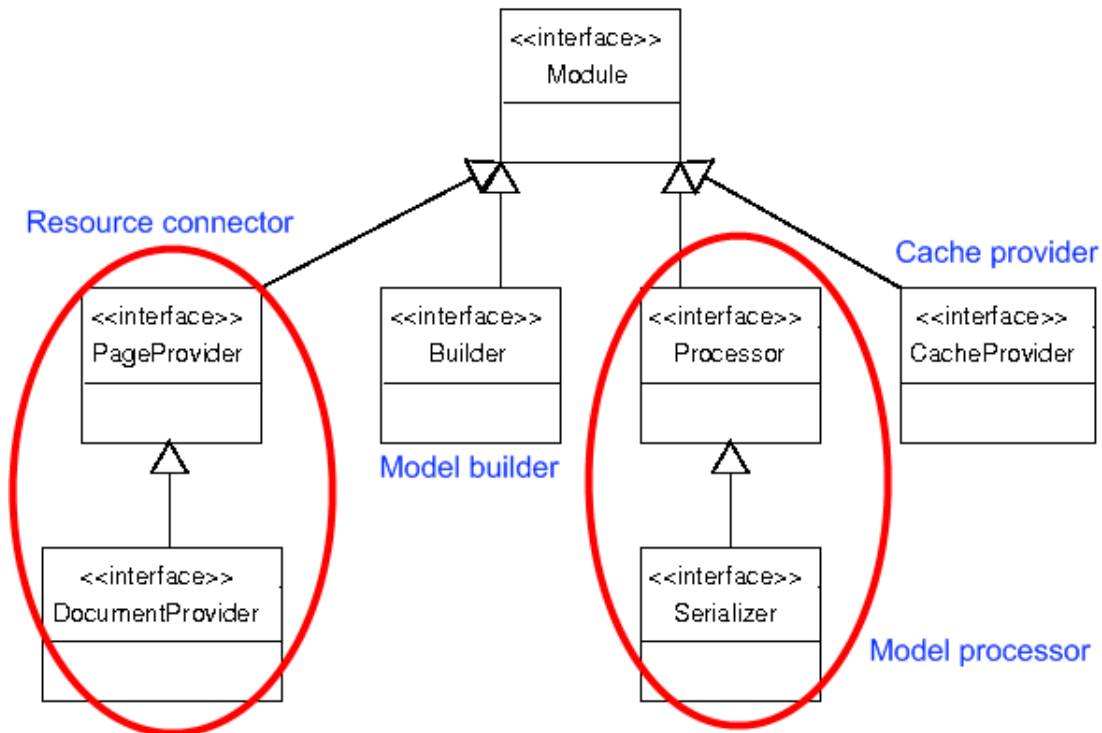 <<interface>>
Module
Resource connector
Cache provider
<<interface>>
PageProvider
<<interface>>
Builder
<<interface>>
Processor
<<interface>>
CacheProvider
Model builder
<<interface>>
DocumentProvider
<<interface>>
Serializer
Model processor